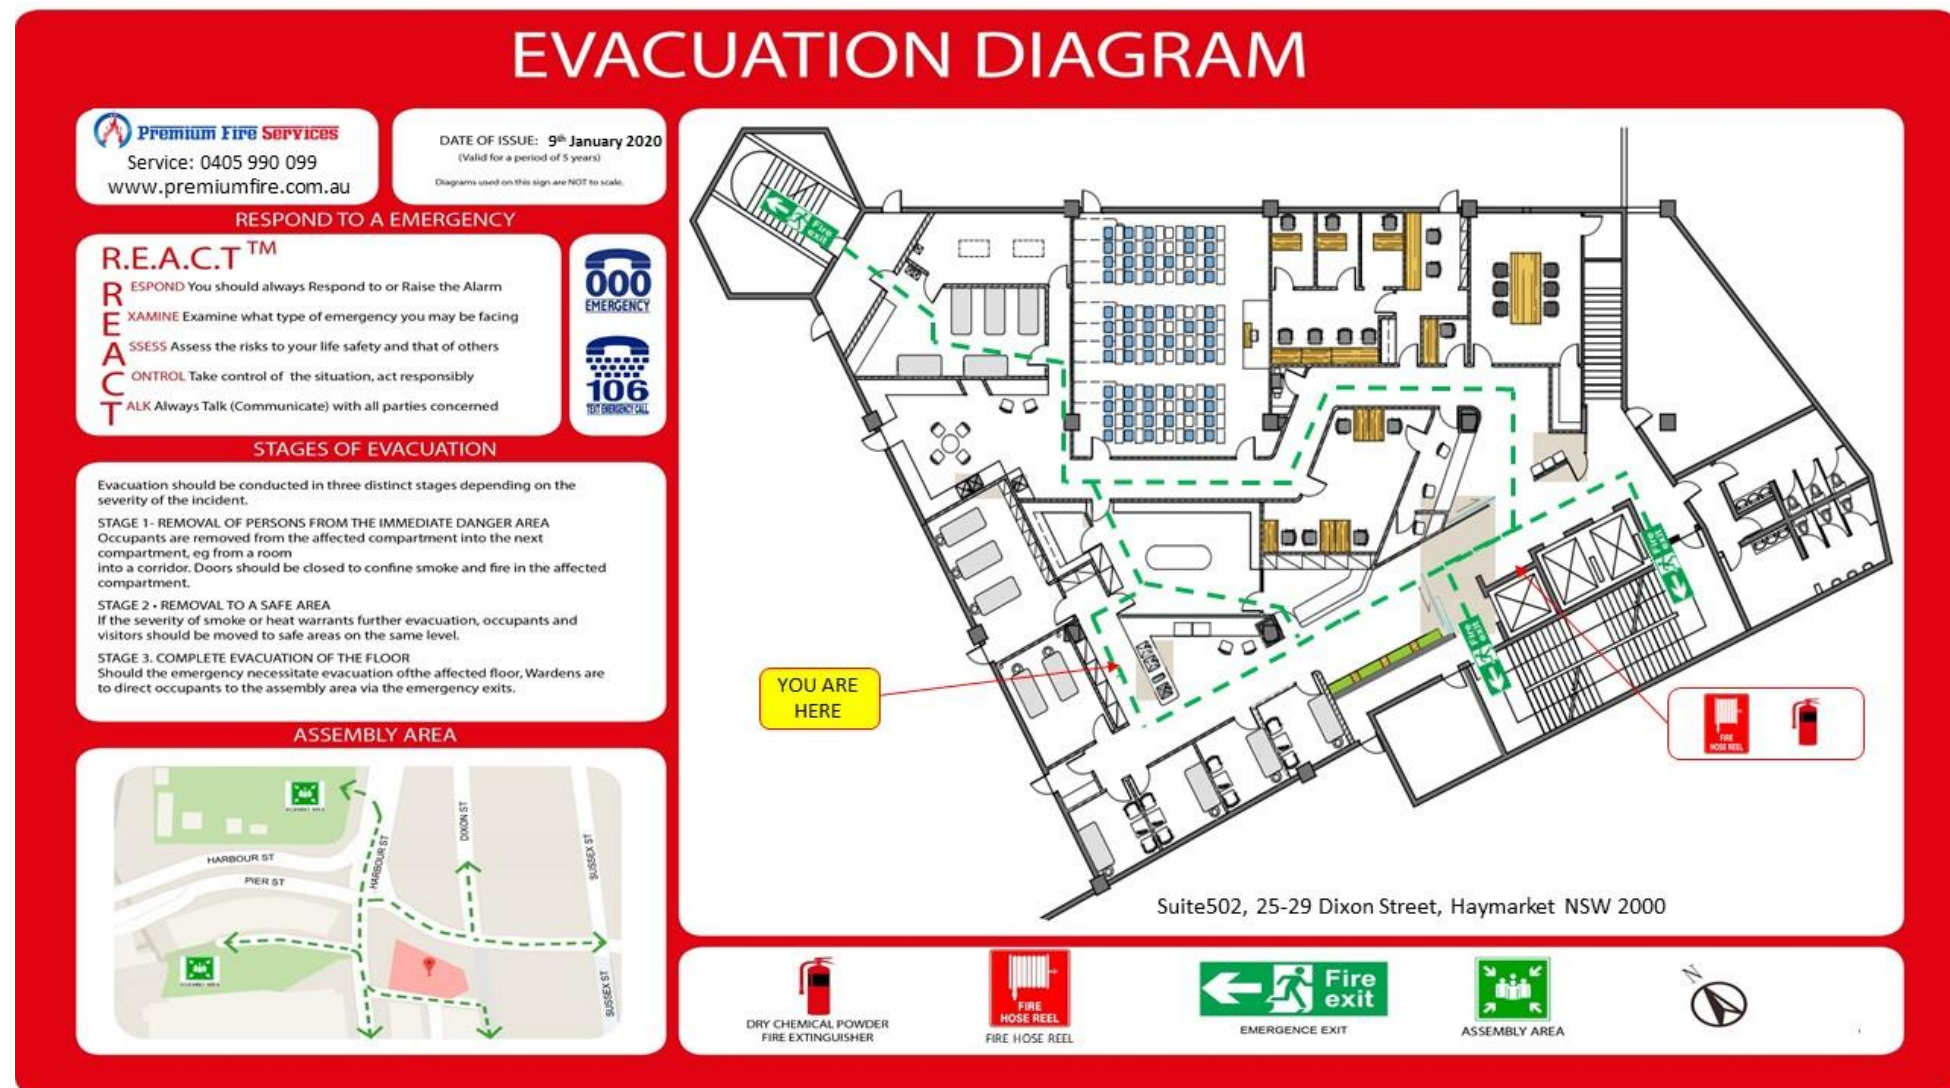 EVACUATION DIAGRAM
Premium Fire Services
Service: 0405 990 099
www.premiumfire.com.au
DATE OF ISSUE: 9th January 2020
(Valid for a period of 5 years)
Diagrams used on this sign are NOT to scale.
RESPOND TO A EMERGENCY
R.E.A.C.T TM
RESPOND You should always Respond to or Raise the Alarm
EXAMINE Examine what type of emergency you may be facing
ASSESS Assess the risks to your life safety and that of others
CONTROL Take control of the situation, act responsibly
TALK Always Talk (Communicate) with all parties concerned
000
EMERGENCY
106
TEXT EMERGENCY CALL
STAGES OF EVACUATION
Evacuation should be conducted in three distinct stages depending on the
severity of the incident.
STAGE 1- REMOVAL OF PERSONS FROM THE IMMEDIATE DANGER AREA
Occupants are removed from the affected compartment into the next
compartment, eg from a room
into a corridor. Doors should be closed to confine smoke and fire in the affected
compartment.
STAGE 2 • REMOVAL TO A SAFE AREA
If the severity of smoke or heat warrants further evacuation, occupants and
visitors should be moved to safe areas on the same level.
STAGE 3. COMPLETE EVACUATION OF THE FLOOR
Should the emergency necessitate evacuation ofthe affected floor, Wardens are
to direct occupants to the assembly area via the emergency exits.
ASSEMBLY AREA
ASSEMBLY AREA
HARBOUR ST
PIER ST
HARBOUR ST
DIXON ST
SUSSEX ST
SUSSEX ST
ASSEMBLY AREA
Fire
exit
Fire
exit
Fire
exit
YOU ARE
HERE
FIRE
HOSE REEL
Suite502, 25-29 Dixon Street, Haymarket NSW 2000
DRY CHEMICAL POWDER
FIRE EXTINGUISHER
FIRE
HOSE REEL
FIRE HOSE REEL
Fire
exit
EMERGENCE EXIT
ASSEMBLY AREA
N